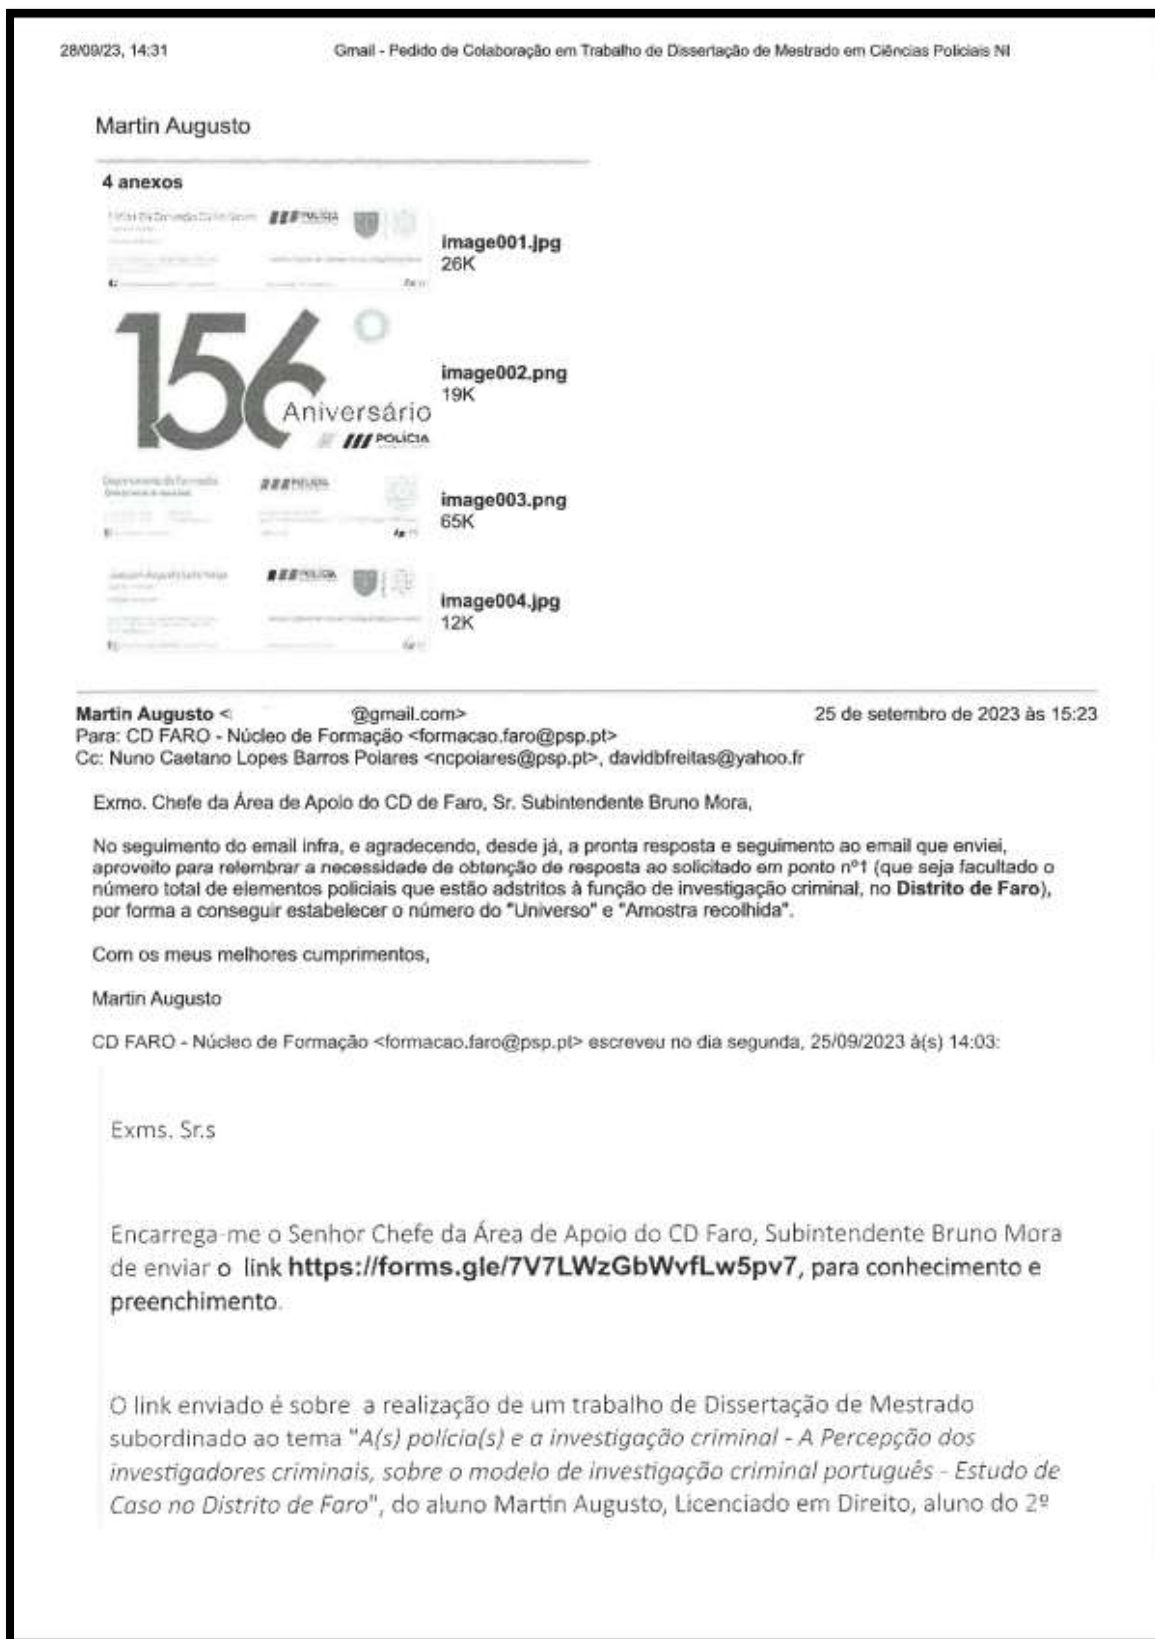 28/09/23, 14:31
Gmail - Pedido de Colaboração em Trabalho de Dissertação de Mestrado em Ciências Policiais NI
Martin Augusto
4 anexos
POLÍCIA
image001.jpg
26K
156
Aniversário
POLÍCIA
image002.png
19K
Departamento de Formação
POLÍCIA
image003.png
65K
POLÍCIA
image004.jpg
12K
Martin Augusto < @gmail.com>
25 de setembro de 2023 às 15:23
Para: CD FARO - Núcleo de Formação <formacao.faro@psp.pt>
Cc: Nuno Caetano Lopes Barros Poiares <ncpoiares@psp.pt>, davidbfreitas@yahoo.fr
Exmo. Chefe da Área de Apoio do CD de Faro, Sr. Subintendente Bruno Mora,
No seguimento do email infra, e agradecendo, desde já, a pronta resposta e seguimento ao email que enviei,
aproveito para relembrar a necessidade de obtenção de resposta ao solicitado em ponto nº1 (que seja facultado o
número total de elementos policiais que estão adstritos à função de investigação criminal, no Distrito de Faro),
por forma a conseguir estabelecer o número do "Universo" e "Amostra recolhida".
Com os meus melhores cumprimentos,
Martin Augusto
CD FARO - Núcleo de Formação <formacao.faro@psp.pt> escreveu no dia segunda, 25/09/2023 à(s) 14:03:
Exms. Sr.s
Encarrega-me o Senhor Chefe da Área de Apoio do CD Faro, Subintendente Bruno Mora
de enviar o link https://forms.gle/7V7LWzGbWvfLw5pv7, para conhecimento e
preenchimento.
O link enviado é sobre a realização de um trabalho de Dissertação de Mestrado
subordinado ao tema "A(s) polícia(s) e a investigação criminal - A Percepção dos
investigadores criminais, sobre o modelo de investigação criminal português - Estudo de
Caso no Distrito de Faro", do aluno Martin Augusto, Licenciado em Direito, aluno do 2º